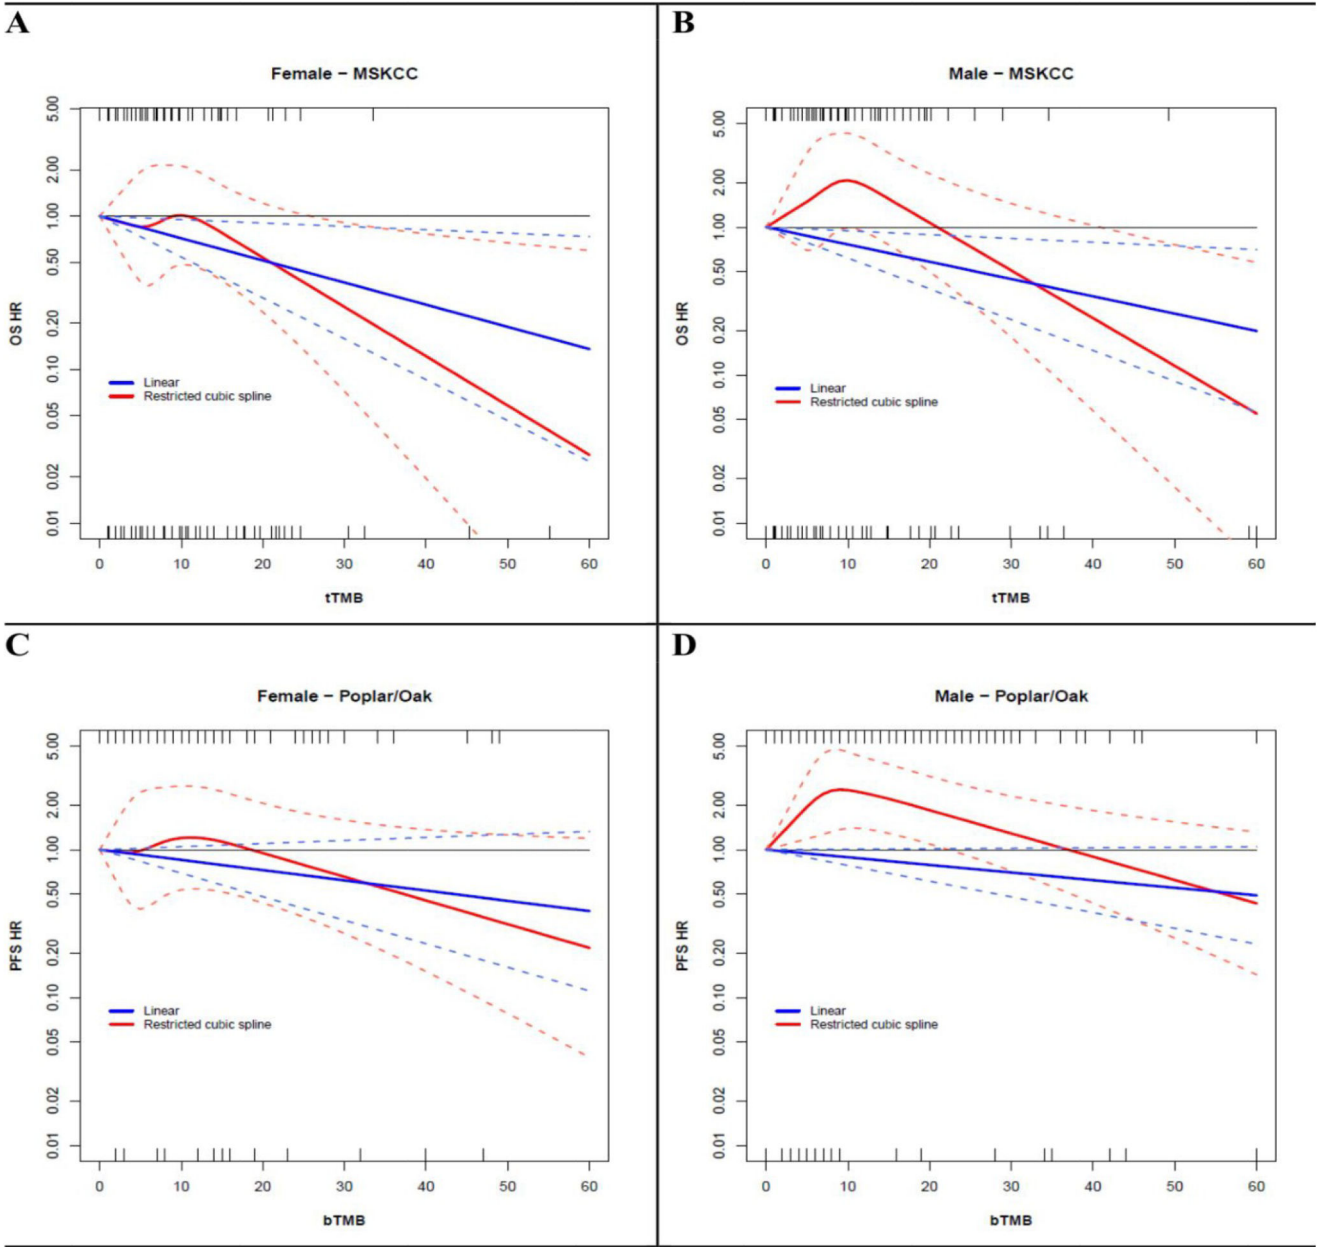 A
Female − MSKCC
OS HR
5.00
2.00
1.00
0.50
0.20
0.10
0.05
0.02
0.01
Linear
Restricted cubic spline
0 10 20 30 40 50 60
tTMB
B
Male − MSKCC
OS HR
5.00
2.00
1.00
0.50
0.20
0.10
0.05
0.02
0.01
Linear
Restricted cubic spline
0 10 20 30 40 50 60
tTMB
C
Female − Poplar/Oak
PFS HR
5.00
2.00
1.00
0.50
0.20
0.10
0.05
0.02
0.01
Linear
Restricted cubic spline
0 10 20 30 40 50 60
bTMB
D
Male − Poplar/Oak
PFS HR
5.00
2.00
1.00
0.50
0.20
0.10
0.05
0.02
0.01
Linear
Restricted cubic spline
0 10 20 30 40 50 60
bTMB